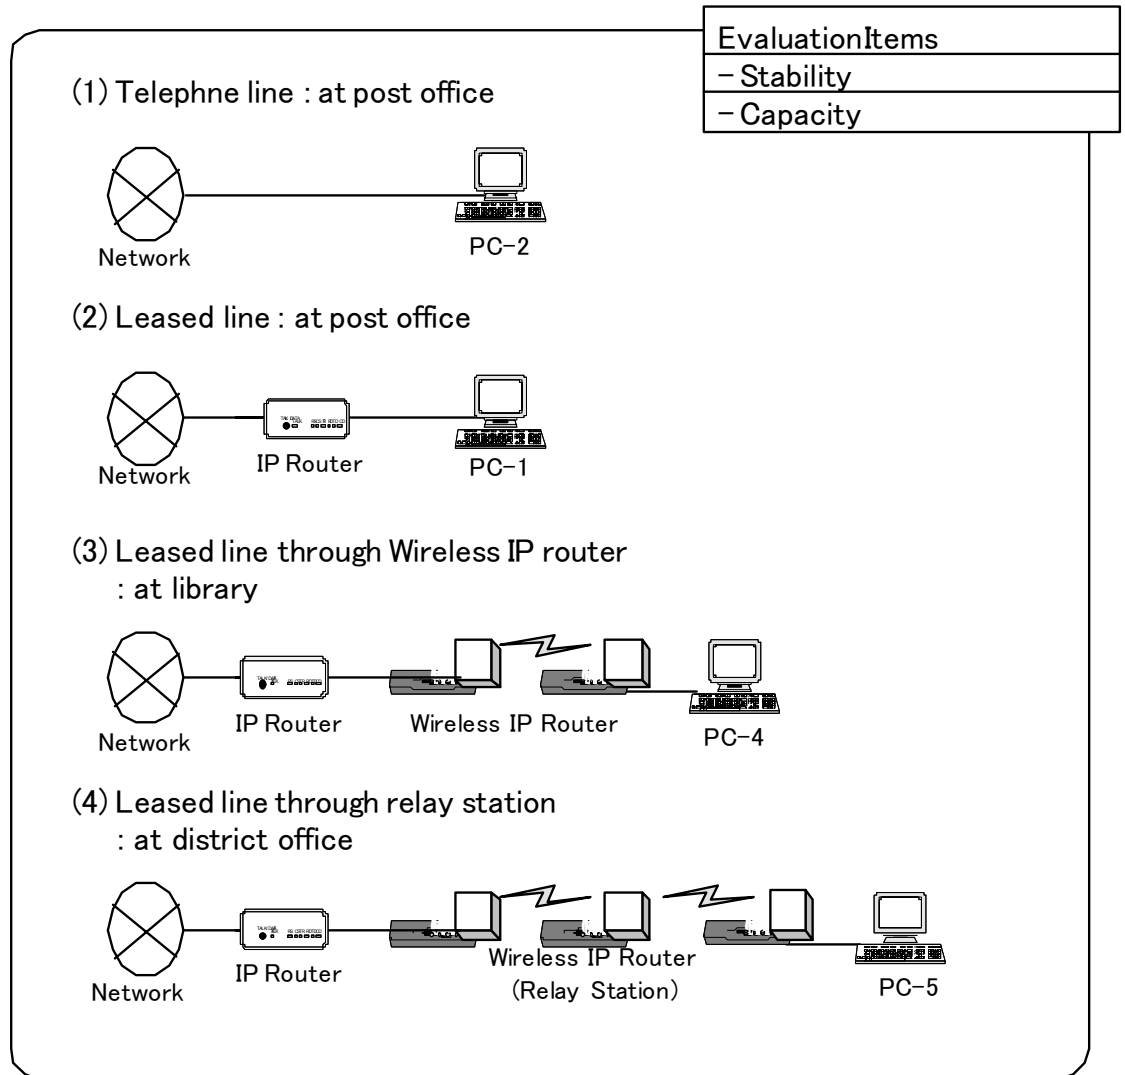 EvaluationItems
- Stability
- Capacity
(1) Telephne line : at post office
Network
PC-2
(2) Leased line : at post office
Network
IP Router
PC-1
(3) Leased line through Wireless IP router
: at library
Network
IP Router
Wireless IP Router
PC-4
(4) Leased line through relay station
: at district office
Network
IP Router
Wireless IP Router
(Relay Station)
PC-5